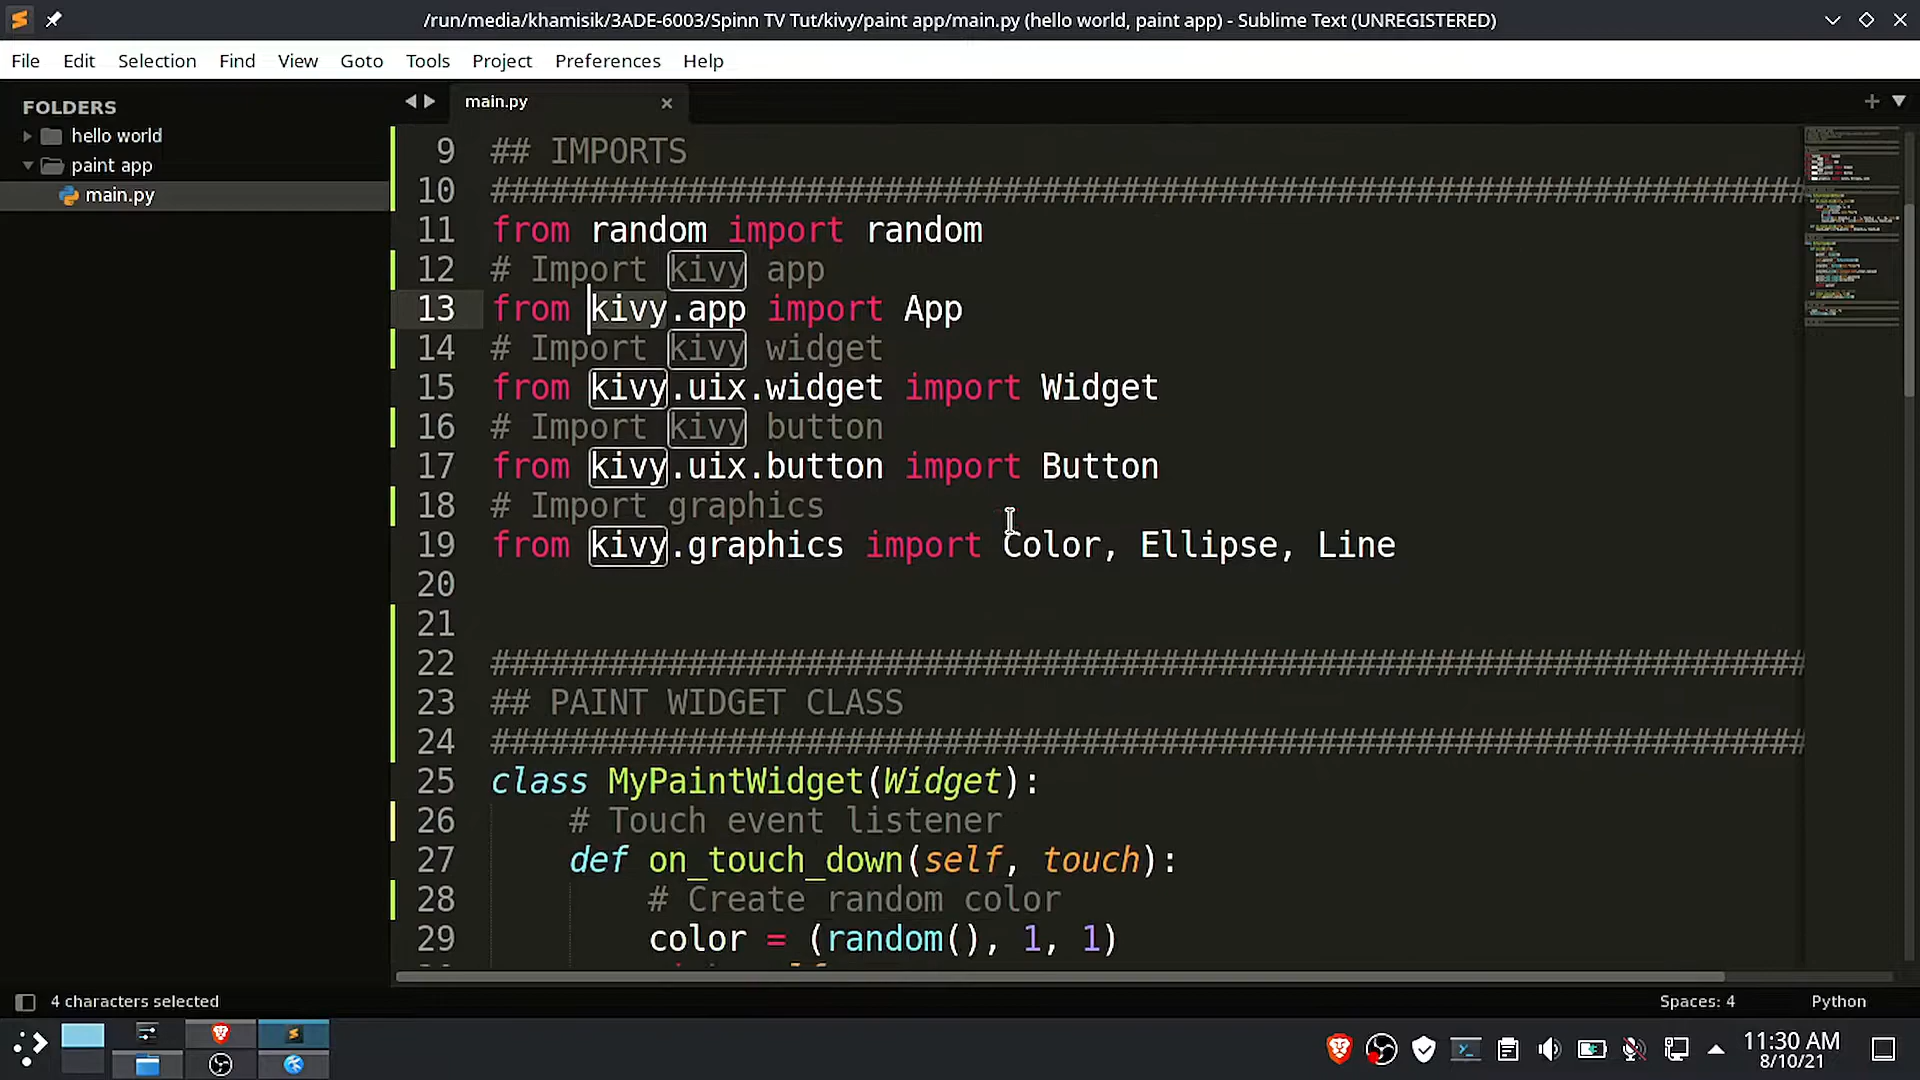 /run/media/khamisik/3ADE-6003/Spinn TV Tut/kivy/paint app/main.py (hello world, paint app) - Sublime Text (UNREGISTERED)
File Edit Selection Find View Goto Tools Project Preferences Help
FOLDERS
hello world
paint app
main.py
main.py
9 ## IMPORTS
10 ###################################################################
11 from random import random
12 # Import kivy app
13 from kivy.app import App
14 # Import kivy widget
15 from kivy.uix.widget import Widget
16 # Import kivy button
17 from kivy.uix.button import Button
18 # Import graphics
19 from kivy.graphics import Color, Ellipse, Line
20
21
22 ###################################################################
23 ## PAINT WIDGET CLASS
24 ###################################################################
25 class MyPaintWidget(Widget):
26 # Touch event listener
27 def on_touch_down(self, touch):
28 # Create random color
29 color = (random(), 1, 1)
4 characters selected
Spaces: 4
Python
11:30 AM
8/10/21